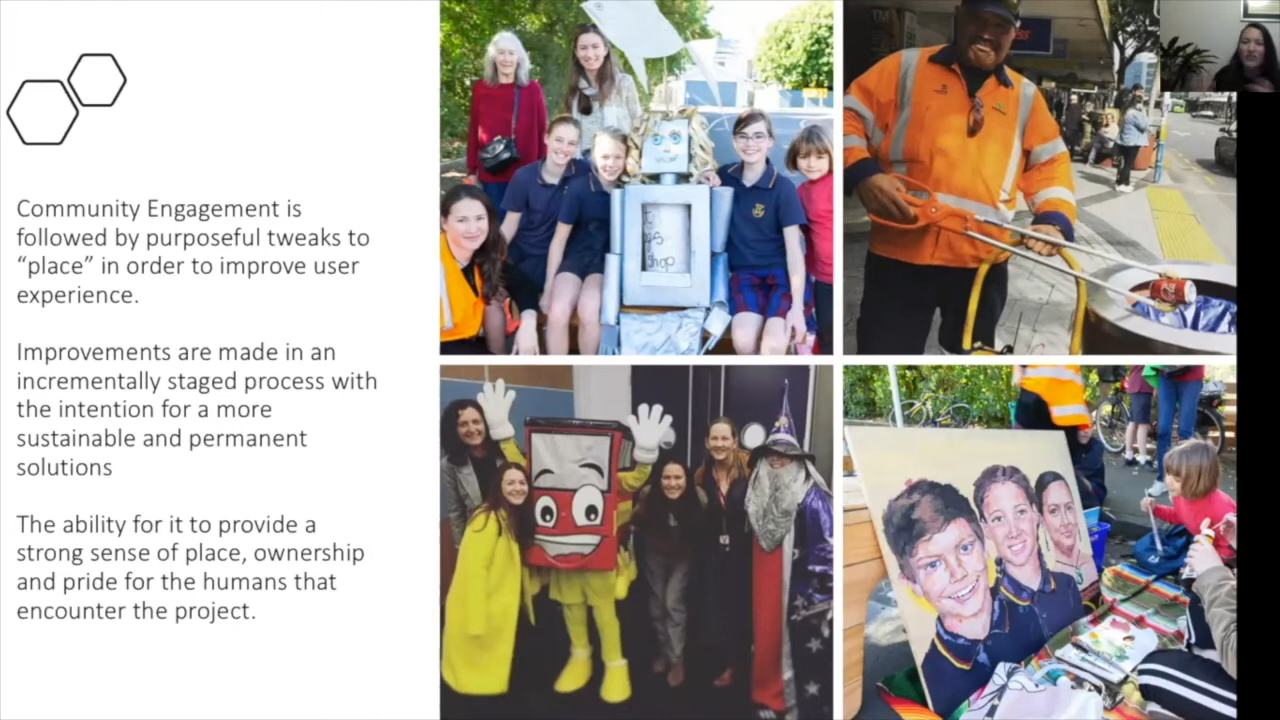 Community Engagement is
followed by purposeful tweaks to
“place” in order to improve user
experience.
Improvements are made in an
incrementally staged process with
the intention for a more
sustainable and permanent
solutions
The ability for it to provide a
strong sense of place, ownership
and pride for the humans that
encounter the project.